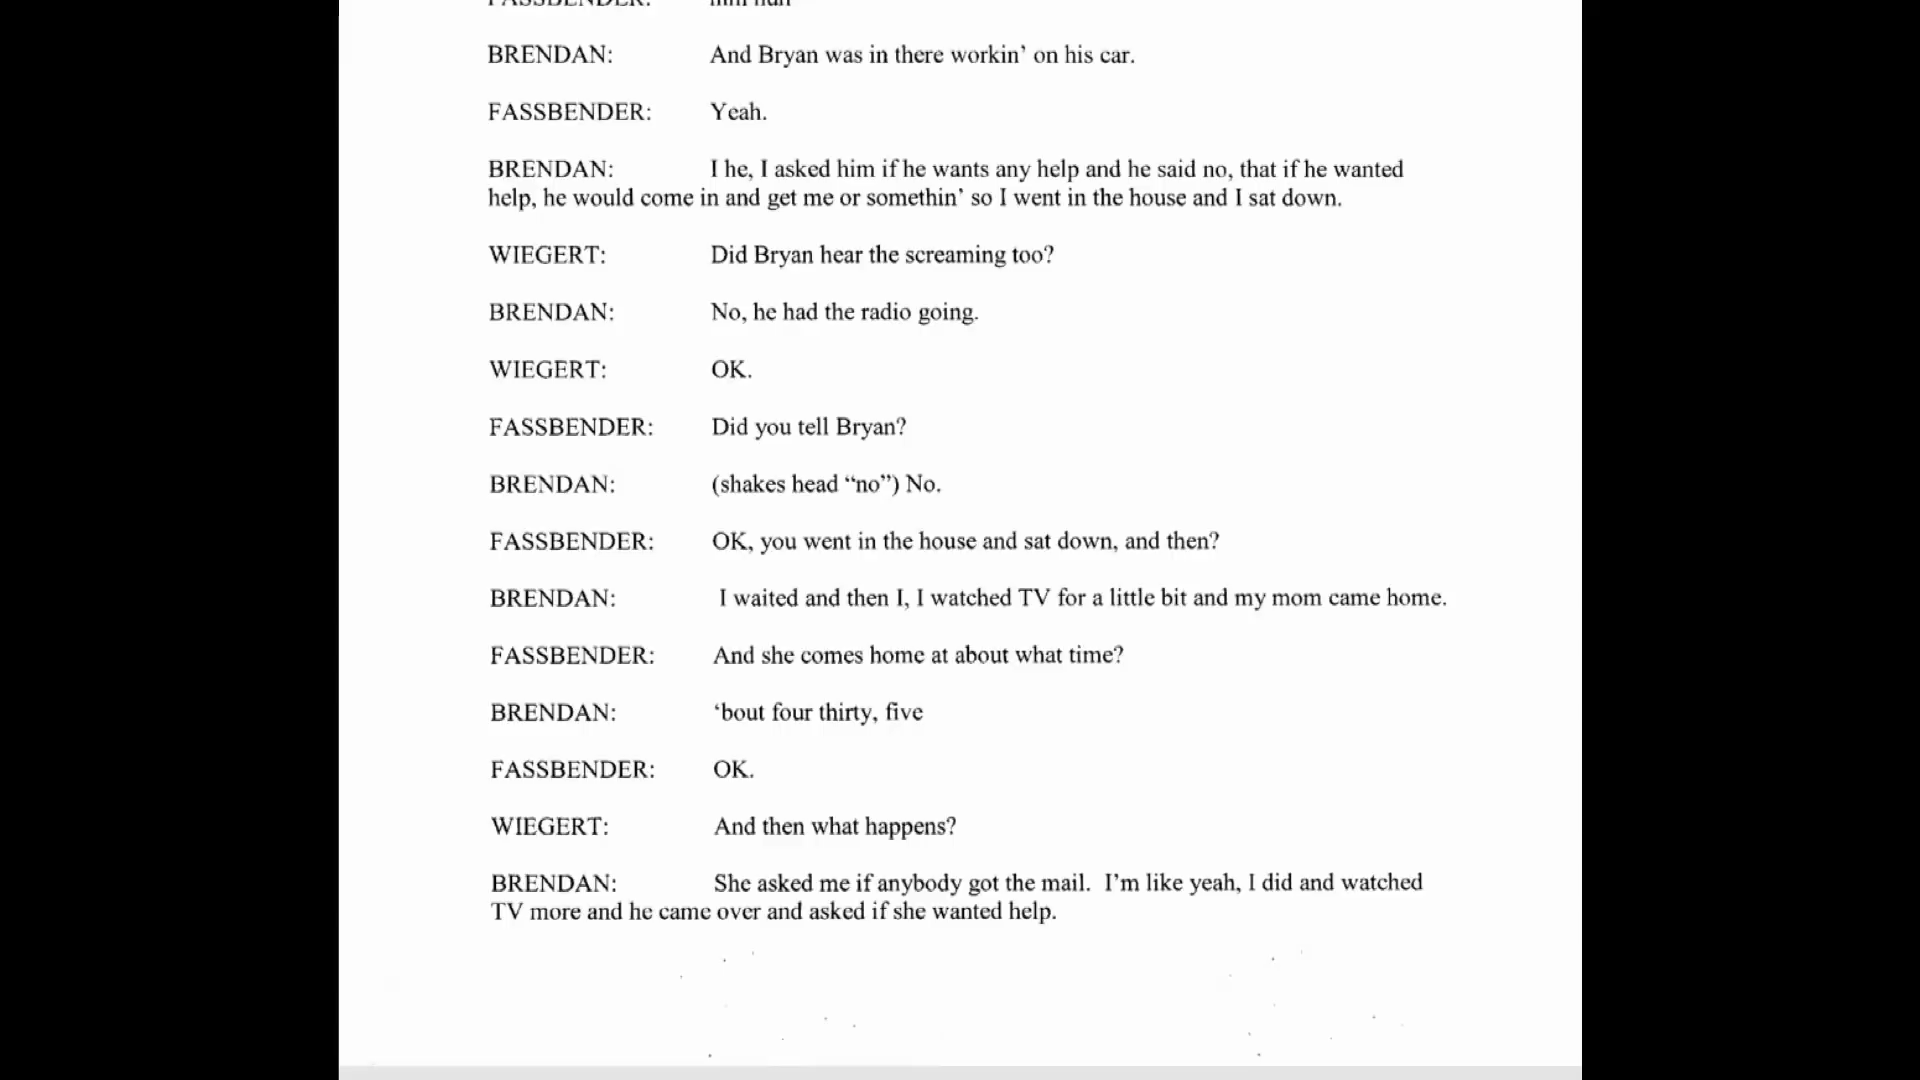 FASSBENDER: mm huh
BRENDAN: And Bryan was in there workin’ on his car.
FASSBENDER: Yeah.
BRENDAN: I he, I asked him if he wants any help and he said no, that if he wanted
help, he would come in and get me or somethin’ so I went in the house and I sat down.
WIEGERT: Did Bryan hear the screaming too?
BRENDAN: No, he had the radio going.
WIEGERT: OK.
FASSBENDER: Did you tell Bryan?
BRENDAN: (shakes head “no”) No.
FASSBENDER: OK, you went in the house and sat down, and then?
BRENDAN: I waited and then I, I watched TV for a little bit and my mom came home.
FASSBENDER: And she comes home at about what time?
BRENDAN: ‘bout four thirty, five
FASSBENDER: OK.
WIEGERT: And then what happens?
BRENDAN: She asked me if anybody got the mail. I’m like yeah, I did and watched
TV more and he came over and asked if she wanted help.